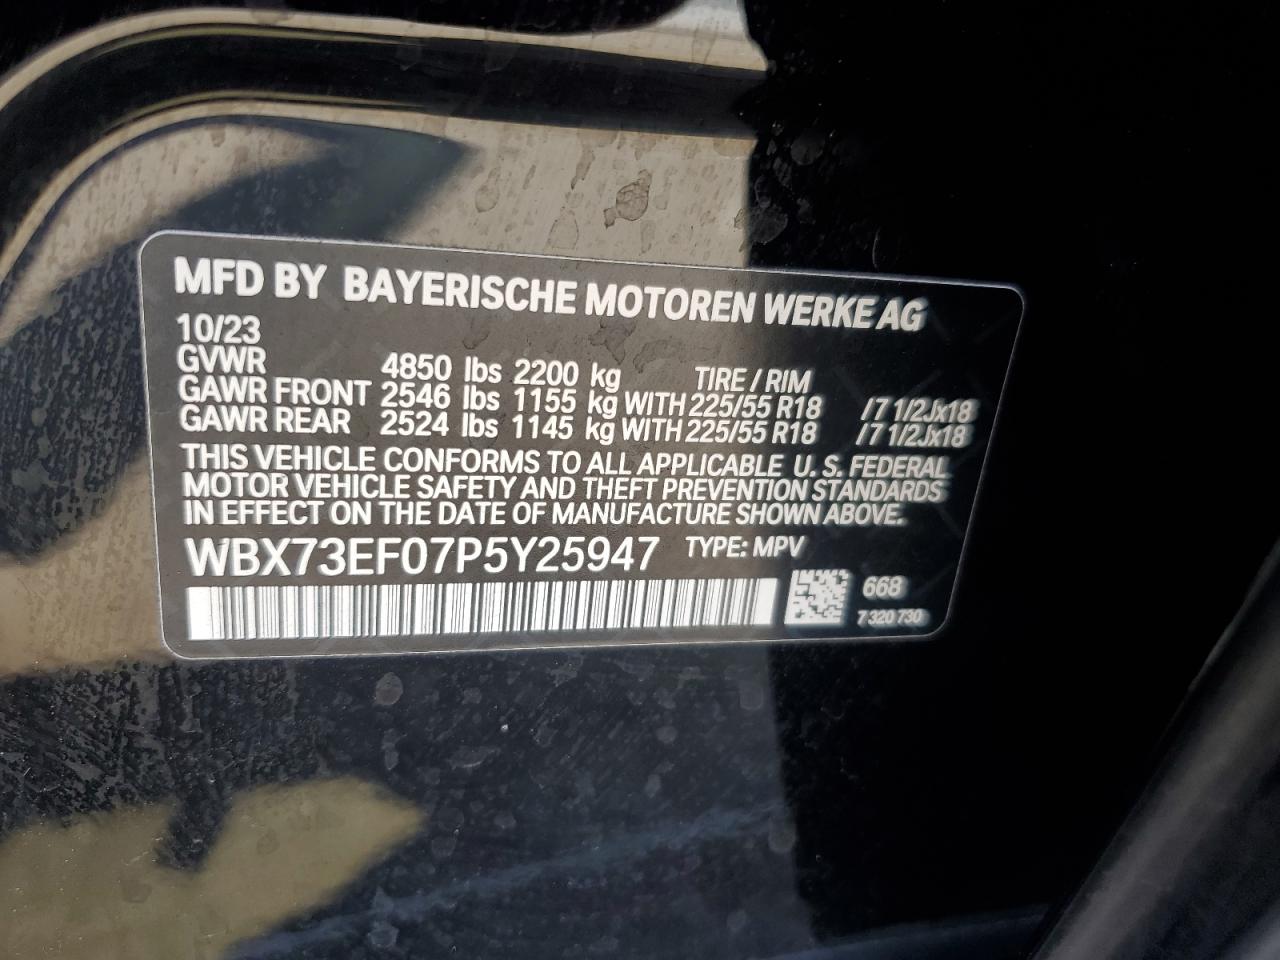 MFD BY BAYERISCHE MOTOREN WERKE AG
10/23
GVWR 4850 lbs 2200 kg TIRE / RIM
GAWR FRONT 2546 lbs 1155 kg WITH 225/55 R18 /7 1/2Jx18
GAWR REAR 2524 lbs 1145 kg WITH 225/55 R18 /7 1/2Jx18
THIS VEHICLE CONFORMS TO ALL APPLICABLE U. S. FEDERAL
MOTOR VEHICLE SAFETY AND THEFT PREVENTION STANDARDS
IN EFFECT ON THE DATE OF MANUFACTURE SHOWN ABOVE.
WBX73EF07P5Y25947 TYPE: MPV
668
7 320 730